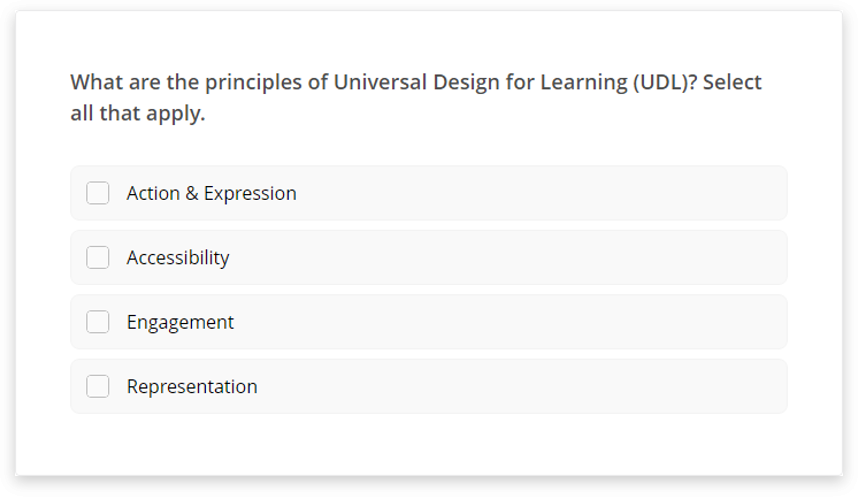 What are the principles of Universal Design for Learning (UDL)? Select
all that apply.
Action & Expression
Accessibility
Engagement
Representation